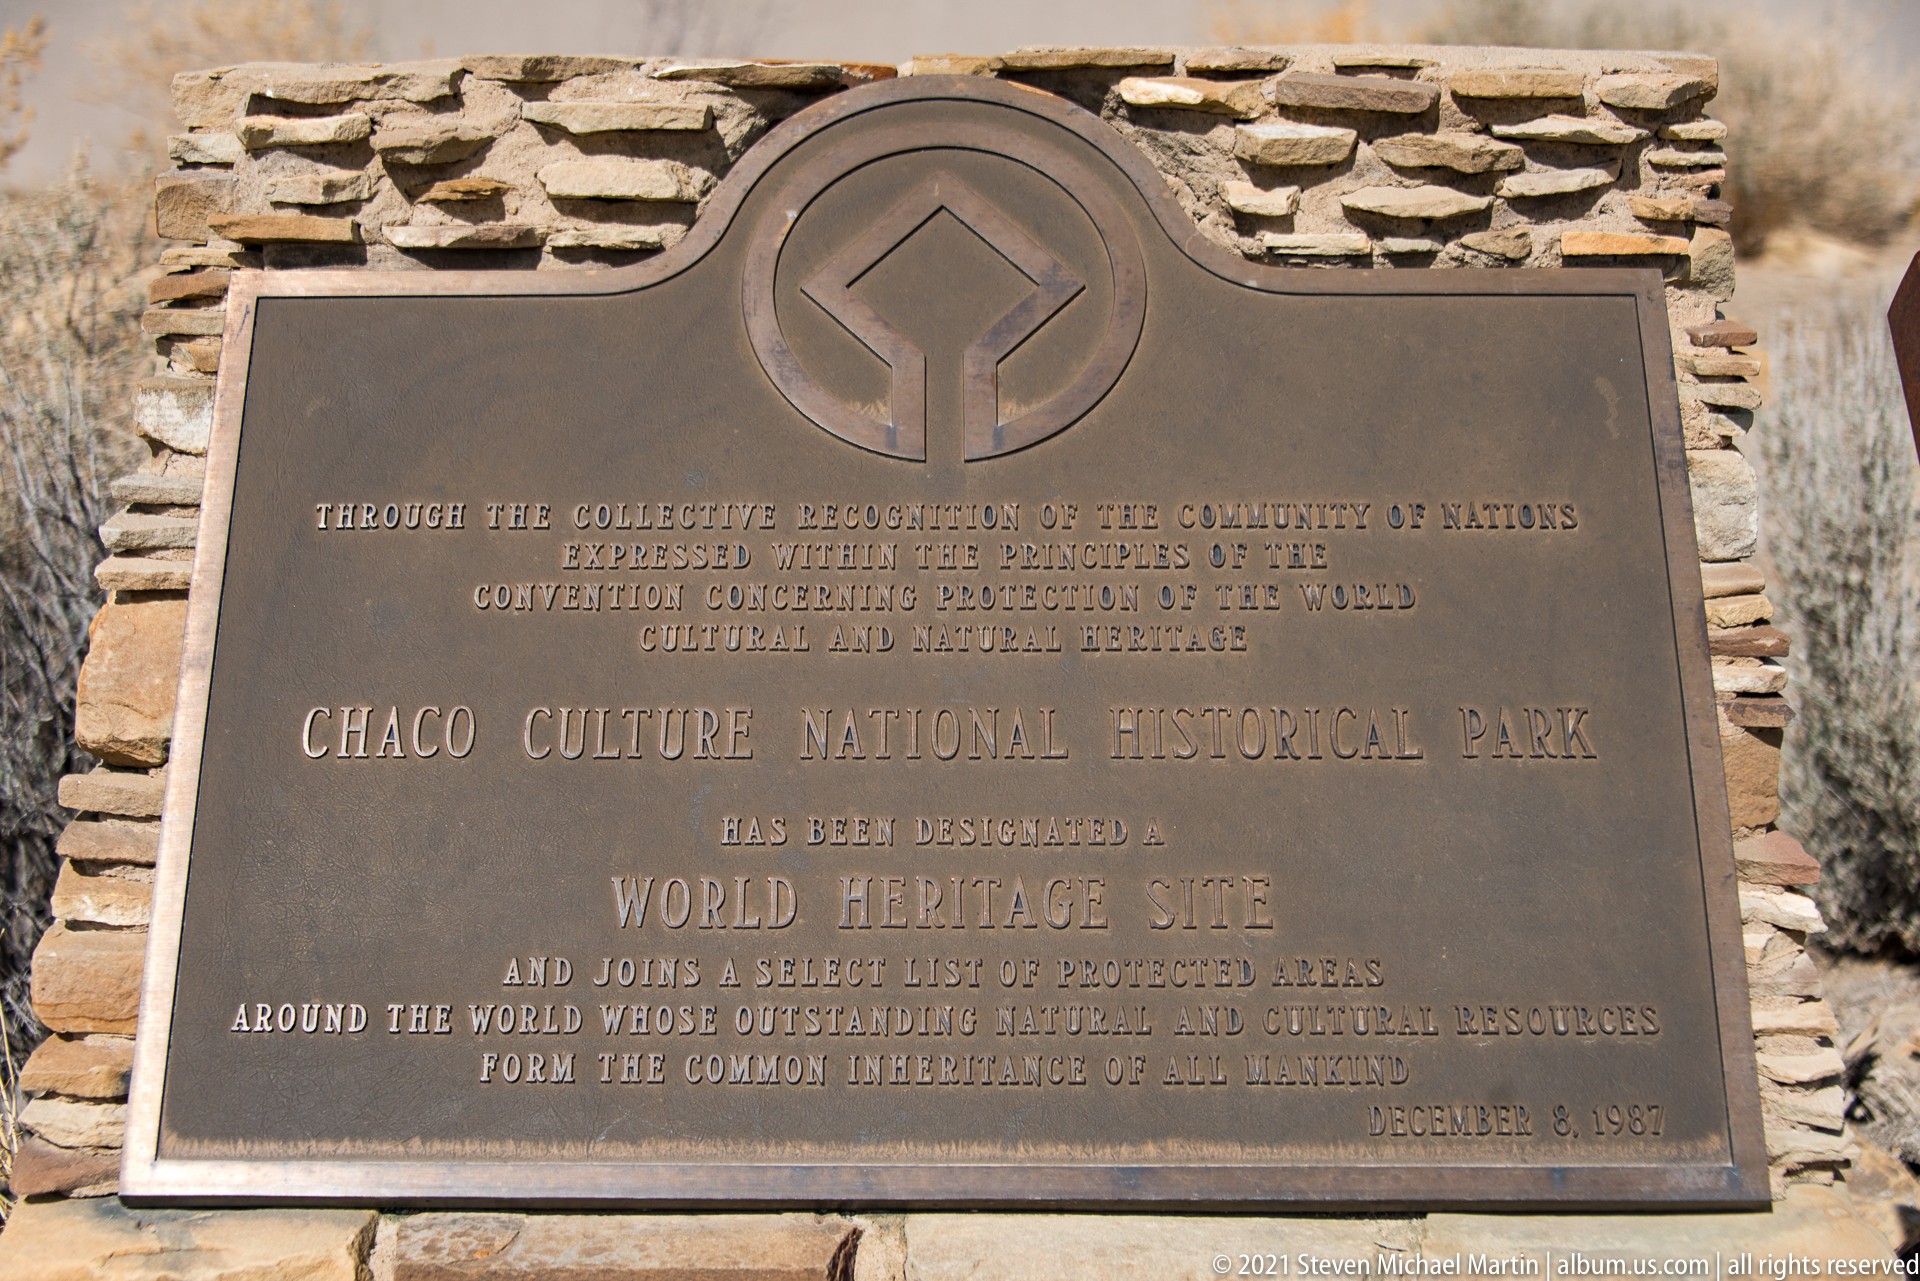 THROUGH THE COLLECTIVE RECOGNITION OF THE COMMUNITY OF NATIONS
EXPRESSED WITHIN THE PRINCIPLES OF THE
CONVENTION CONCERNING PROTECTION OF THE WORLD
CULTURAL AND NATURAL HERITAGE
CHACO CULTURE NATIONAL HISTORICAL PARK
HAS BEEN DESIGNATED A
WORLD HERITAGE SITE
AND JOINS A SELECT LIST OF PROTECTED AREAS
AROUND THE WORLD WHOSE OUTSTANDING NATURAL AND CULTURAL RESOURCES
FORM THE COMMON INHERITANCE OF ALL MANKIND
DECEMBER 8, 1987
© 2021 Steven Michael Martin | album.us.com | all rights reserved